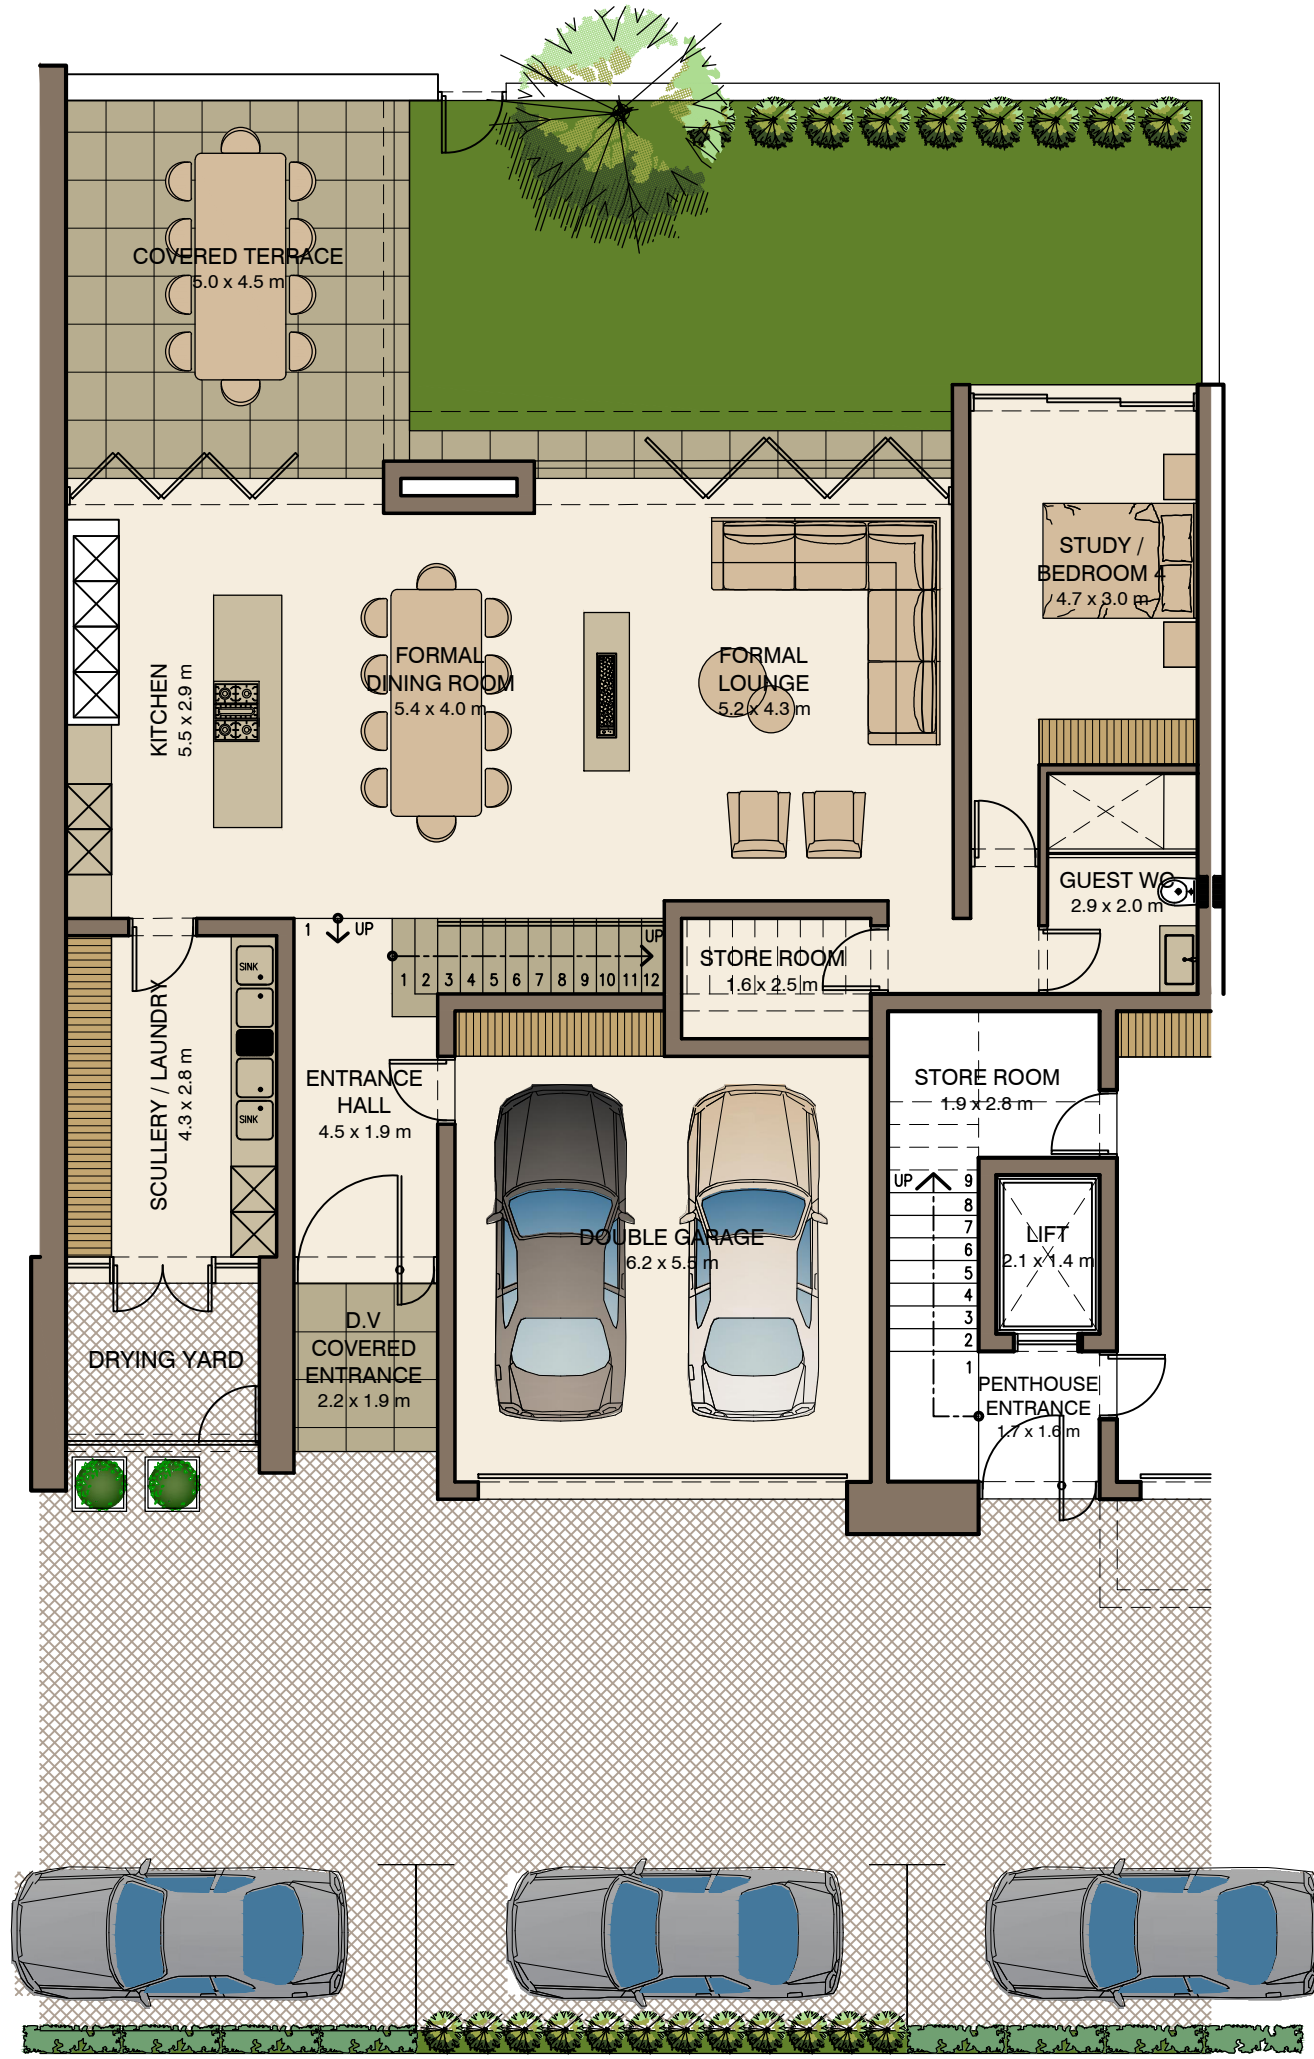 COVERED TERRACE
5.0 x 4.5 m
STUDY /
BEDROOM 4
4.7 x 3.0 m
KITCHEN
5.5 x 2.9 m
FORMAL
DINING ROOM
5.4 x 4.0 m
FORMAL
LOUNGE
5.2 x 4.3 m
GUEST WC
2.9 x 2.0 m
1 UP
UP
1 2 3 4 5 6 7 8 9 10 11 12
STORE ROOM
1.6 x 2.5 m
SCULLERY / LAUNDRY
4.3 x 2.8 m
SINK
SINK
ENTRANCE
HALL
4.5 x 1.9 m
STORE ROOM
1.9 x 2.8 m
UP
9
8
7
6
5
4
3
2
1
LIFT
2.1 x 1.4 m
DOUBLE GARAGE
6.2 x 5.5 m
DRYING YARD
D.V
COVERED
ENTRANCE
2.2 x 1.9 m
PENTHOUSE
ENTRANCE
1.7 x 1.6 m